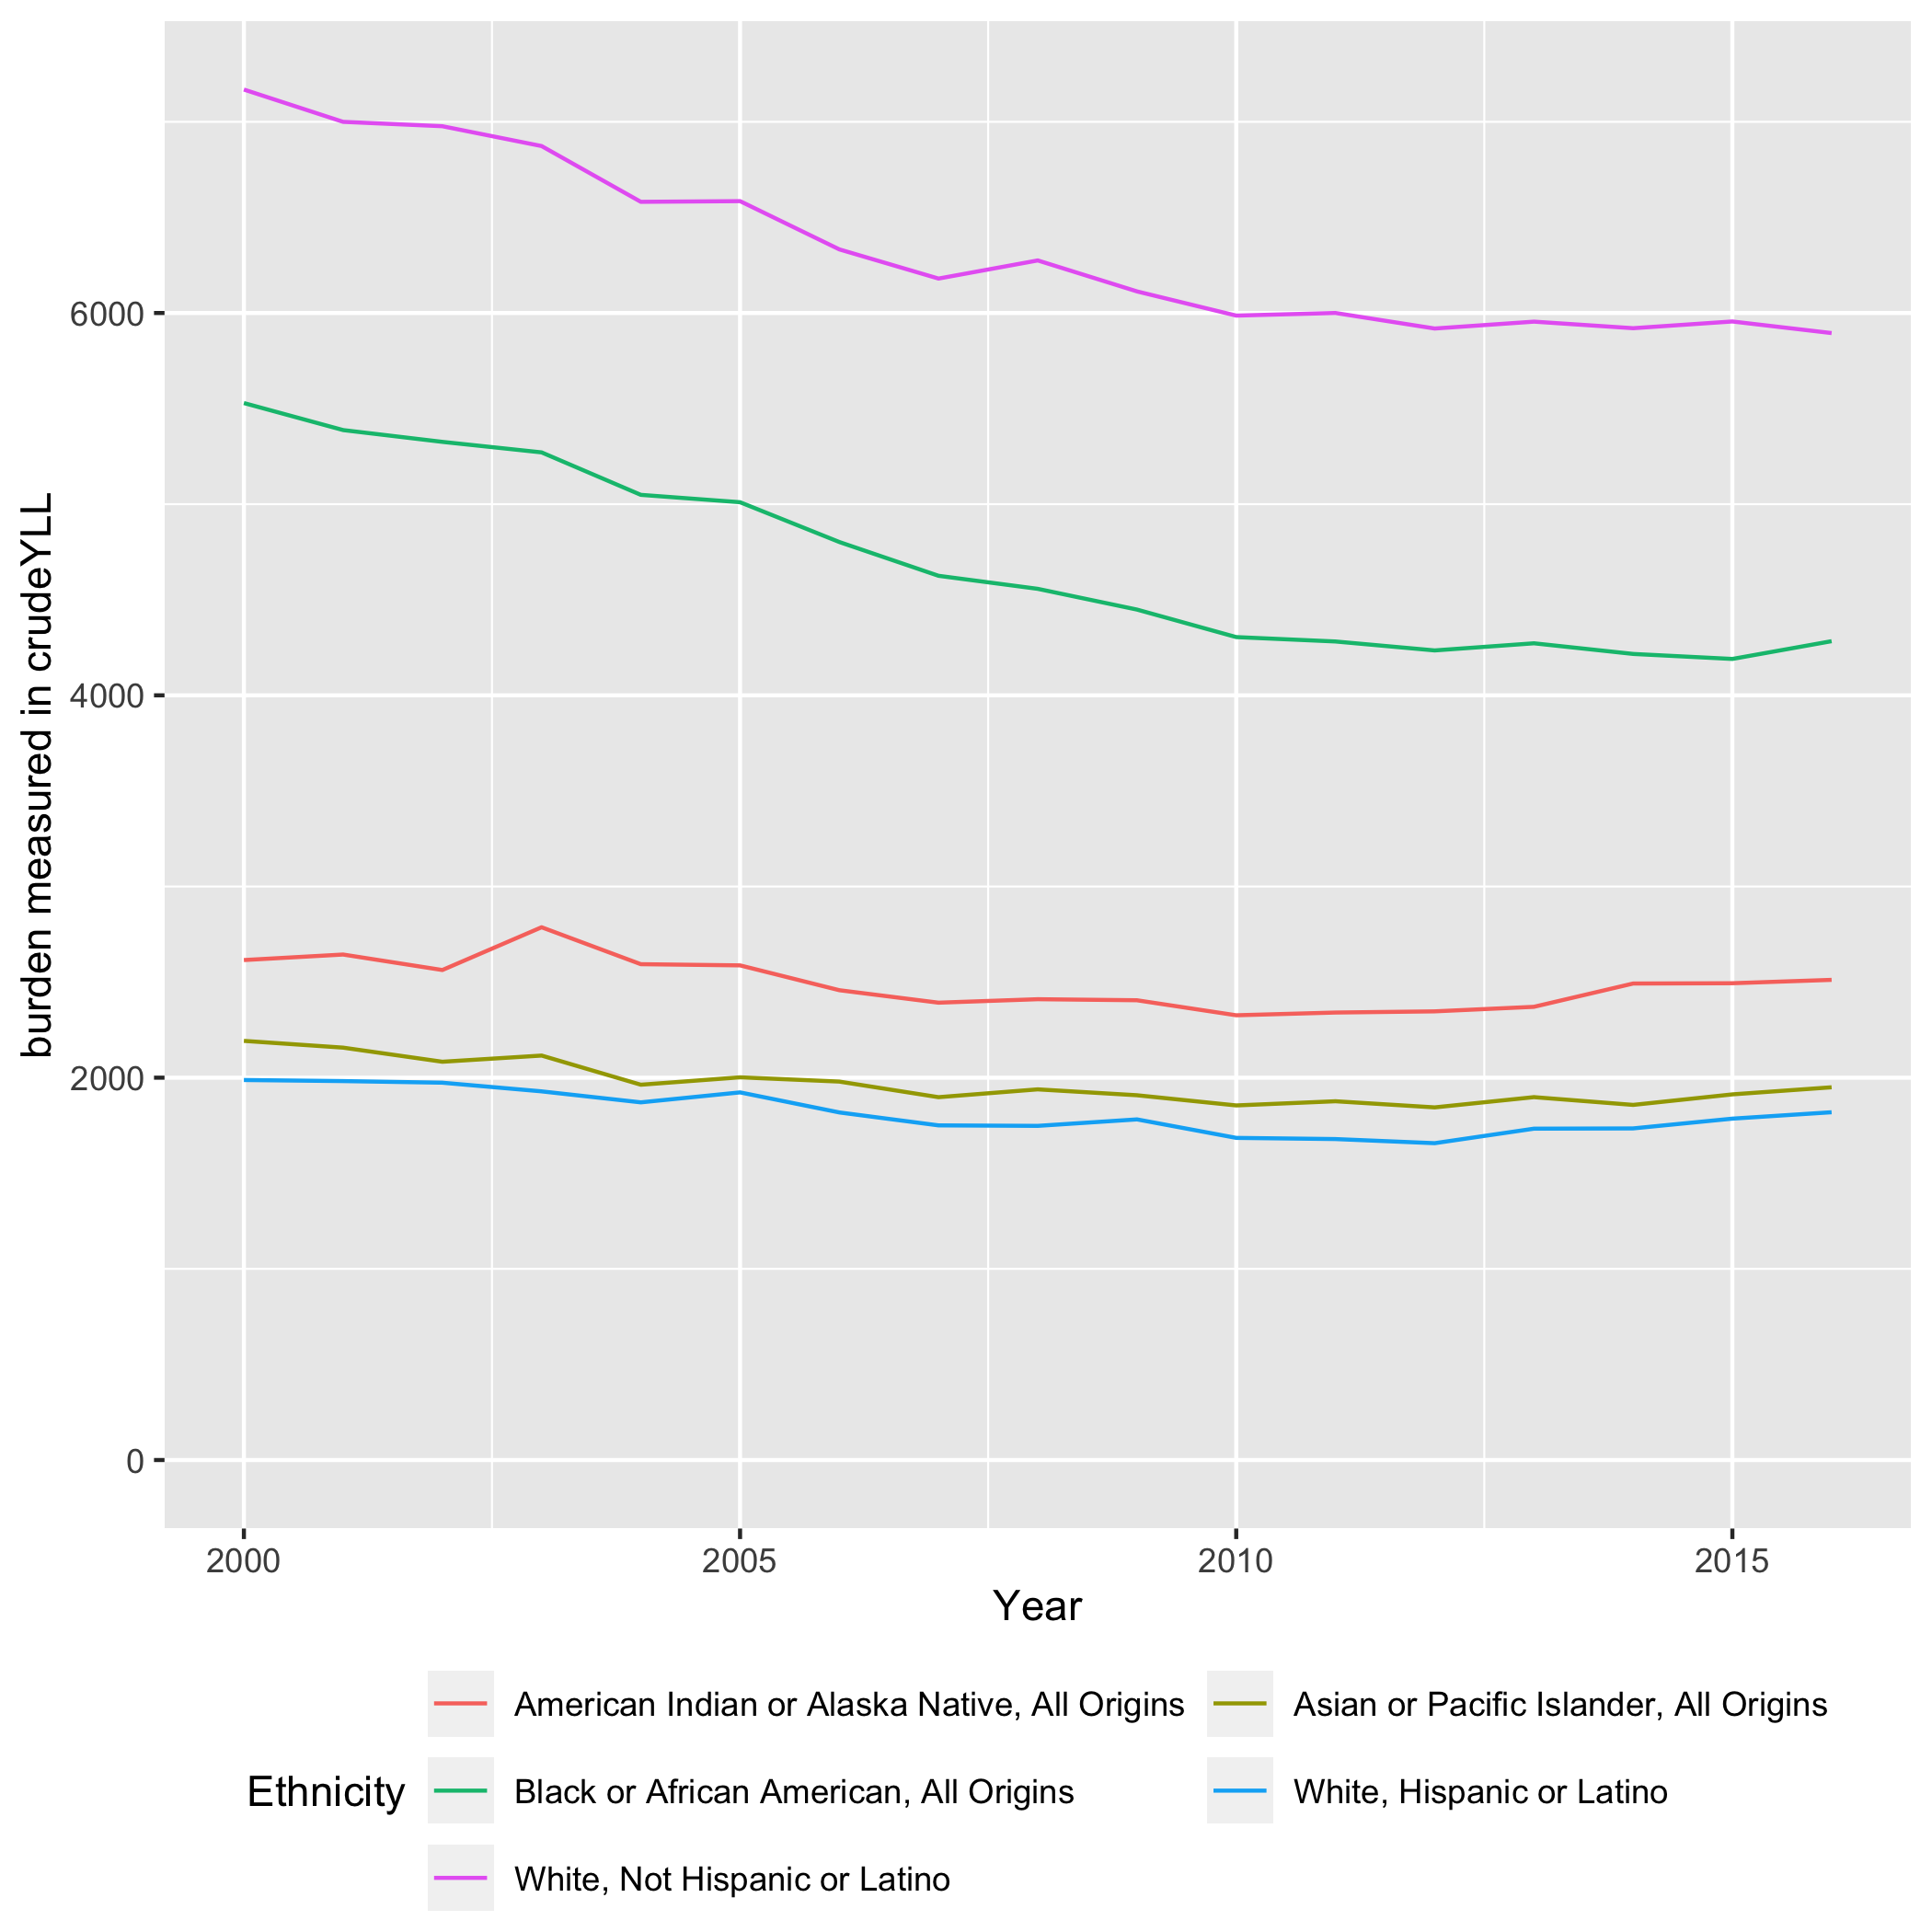 burden measured in crudeYLL
6000
4000
2000
0
2000 2005 2010 2015
Year
Ethnicity
American Indian or Alaska Native, All Origins
Asian or Pacific Islander, All Origins
Black or African American, All Origins
White, Hispanic or Latino
White, Not Hispanic or Latino